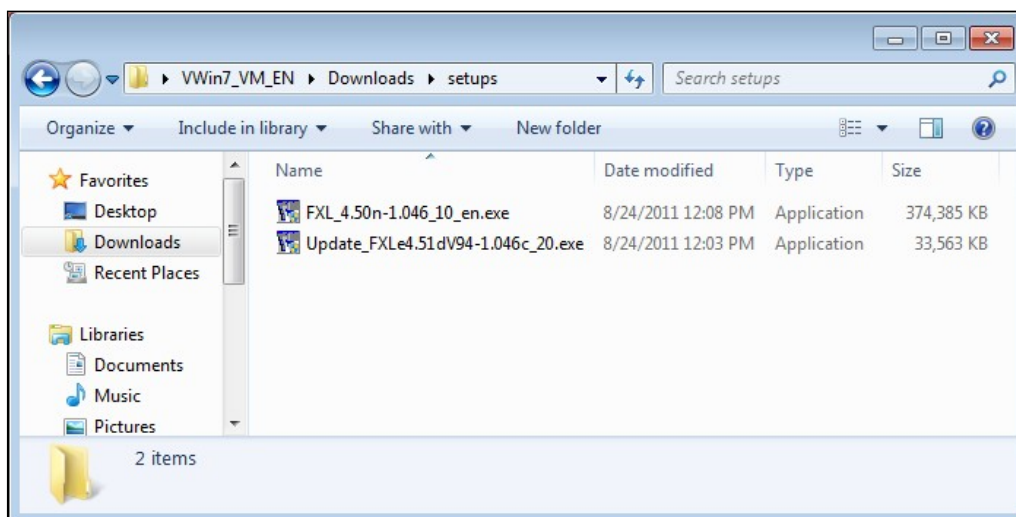 VWin7_VM_EN Downloads setups Search setups
Organize Include in library Share with New folder
Name Date modified Type Size
Favorites
Desktop FXL_4.50n-1.046_10_en.exe 8/24/2011 12:08 PM Application 374,385 KB
Downloads Update_FXLe4.51dV94-1.046c_20.exe 8/24/2011 12:03 PM Application 33,563 KB
Recent Places
Libraries
Documents
Music
Pictures
2 items